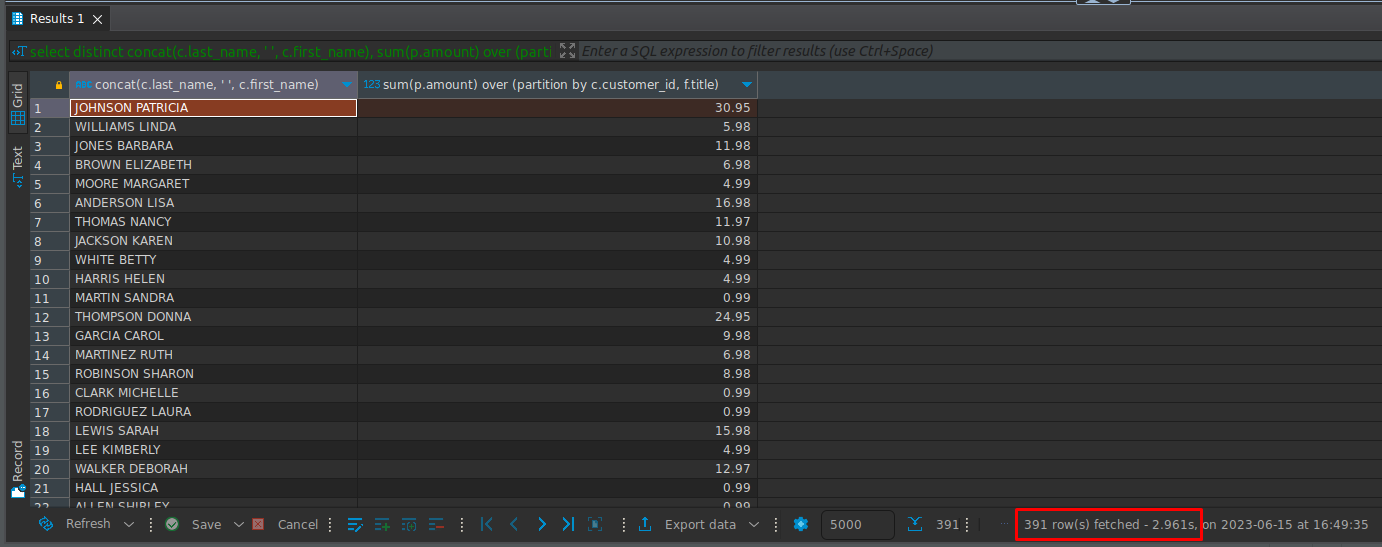 Results 1
select distinct concat(c.last_name, ' ', c.first_name), sum(p.amount) over (parti Enter a SQL expression to filter results (use Ctrl+Space)
Grid
Text
Record
ABC concat(c.last_name, ' ', c.first_name) 123 sum(p.amount) over (partition by c.customer_id, f.title)
1 JOHNSON PATRICIA 30.95
2 WILLIAMS LINDA 5.98
3 JONES BARBARA 11.98
4 BROWN ELIZABETH 6.98
5 MOORE MARGARET 4.99
6 ANDERSON LISA 16.98
7 THOMAS NANCY 11.97
8 JACKSON KAREN 10.98
9 WHITE BETTY 4.99
10 HARRIS HELEN 4.99
11 MARTIN SANDRA 0.99
12 THOMPSON DONNA 24.95
13 GARCIA CAROL 9.98
14 MARTINEZ RUTH 6.98
15 ROBINSON SHARON 8.98
16 CLARK MICHELLE 0.99
17 RODRIGUEZ LAURA 0.99
18 LEWIS SARAH 15.98
19 LEE KIMBERLY 4.99
20 WALKER DEBORAH 12.97
21 HALL JESSICA 0.99
22 ALLEN SHIRLEY 0.99
Refresh Save Cancel Export data 5000 391 391 row(s) fetched - 2.961s, on 2023-06-15 at 16:49:35